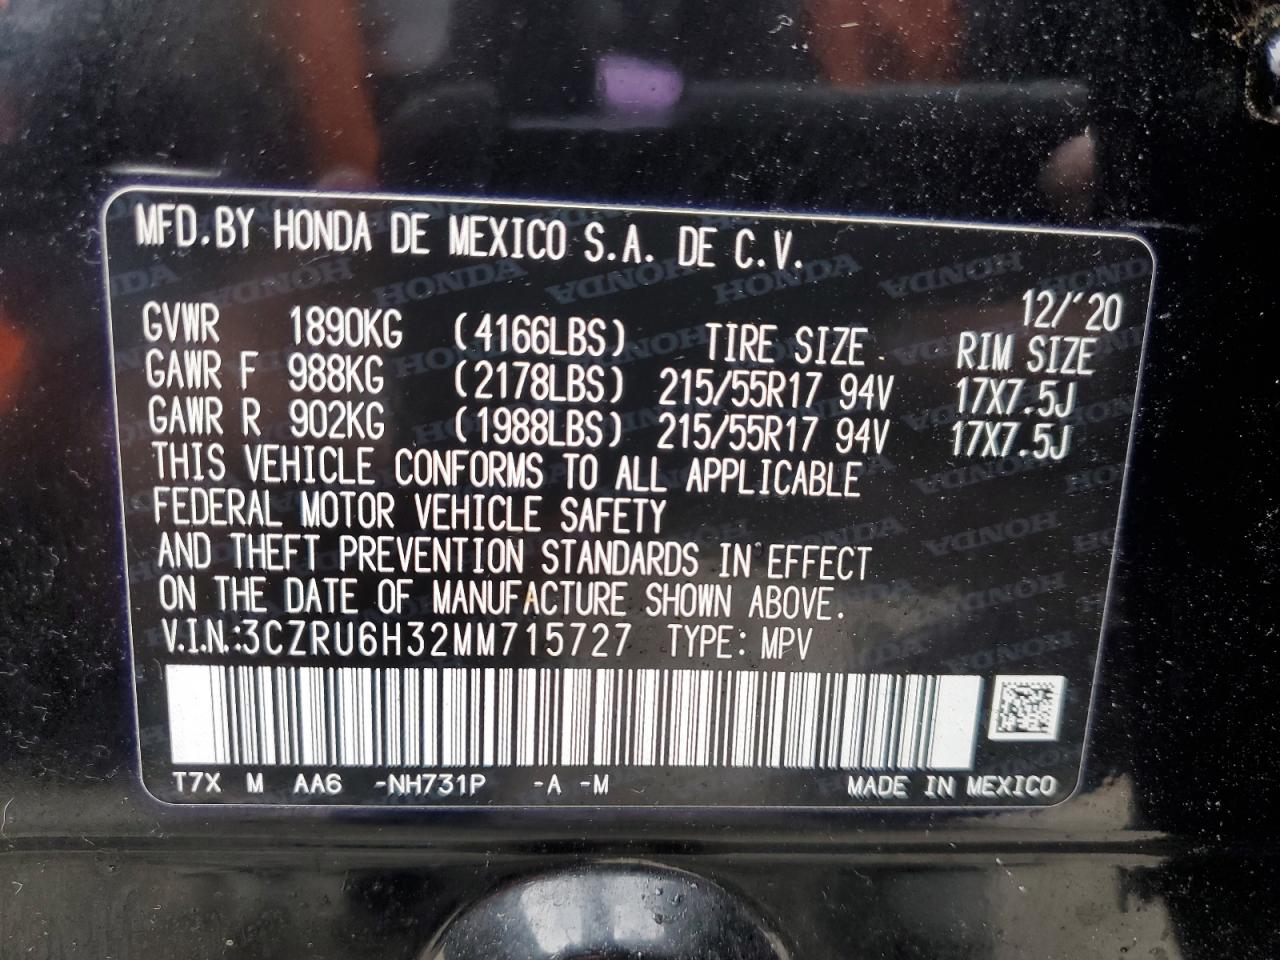 MFD.BY HONDA DE MEXICO S.A. DE C.V.
12/'20
GVWR 1890KG (4166LBS) TIRE SIZE RIM SIZE
GAWR F 988KG (2178LBS) 215/55R17 94V 17X7.5J
GAWR R 902KG (1988LBS) 215/55R17 94V 17X7.5J
THIS VEHICLE CONFORMS TO ALL APPLICABLE
FEDERAL MOTOR VEHICLE SAFETY
AND THEFT PREVENTION STANDARDS IN EFFECT
ON THE DATE OF MANUFACTURE SHOWN ABOVE.
V.I.N.:3CZRU6H32MM715727 TYPE: MPV
T7X M AA6 -NH731P -A -M MADE IN MEXICO